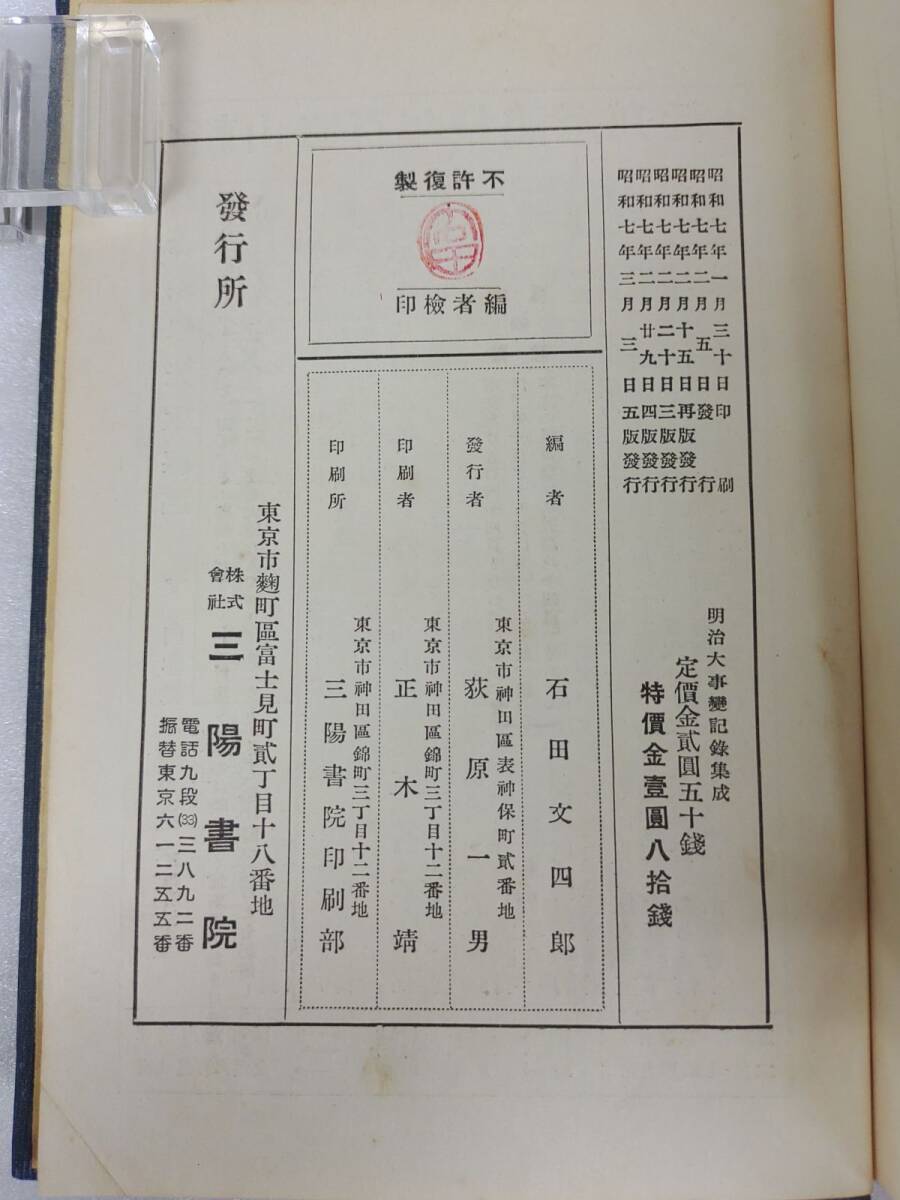 昭和七年一月三十日印刷
昭和七年二月五日發行
昭和七年二月十五日再版發行
昭和七年二月二十日三版發行
昭和七年二月廿九日四版發行
昭和七年三月三日五版發行
明治大事變記錄集成
定價金貳圓五十錢
特價金壹圓八拾錢
不許復製
編者檢印
編者
石田文四郎
發行者
東京市神田區表神保町貳番地
荻原一男
印刷者
東京市神田區錦町三丁目十二番地
正木靖
印刷所
東京市神田區錦町三丁目十二番地
三陽書院印刷部
發行所
東京市麴町區富士見町貳丁目十八番地
株式會社 三陽書院
電話九段(33)三八九二番
振替東京六一二五五番